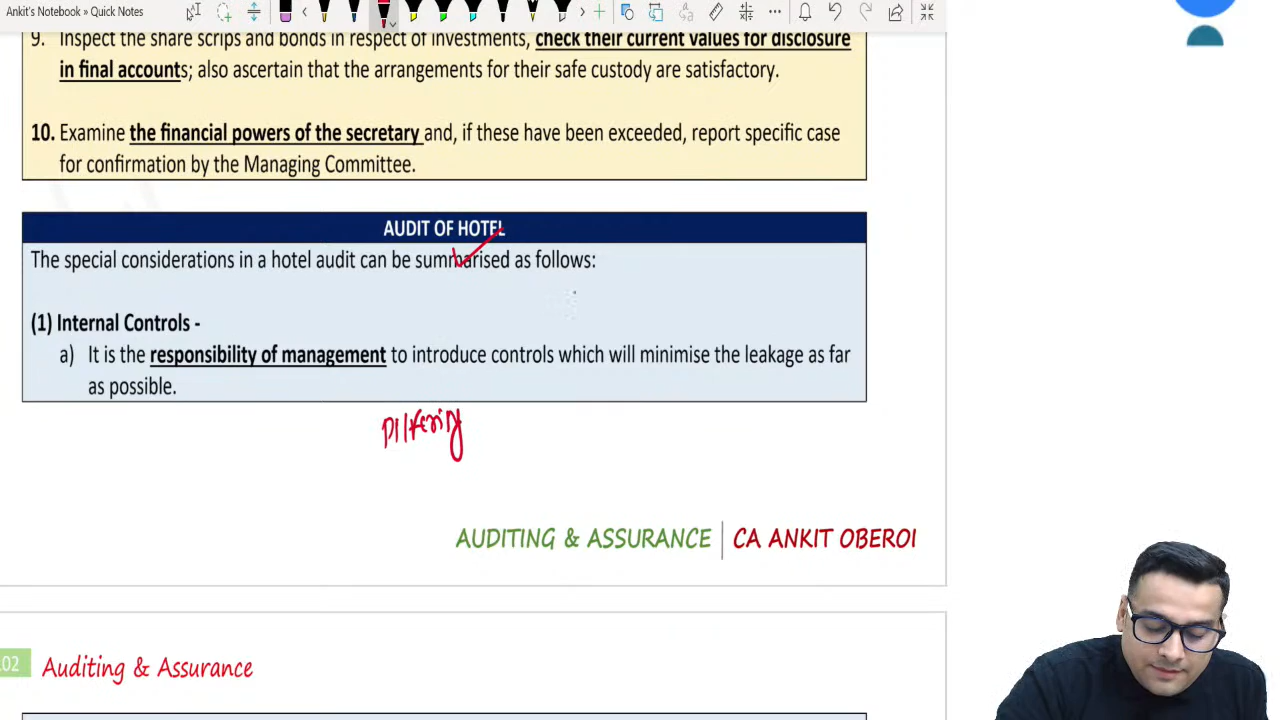 Ankit's Notebook » Quick Notes
9. Inspect the share scrips and bonds in respect of investments, check their current values for disclosure
in final accounts; also ascertain that the arrangements for their safe custody are satisfactory.
10. Examine the financial powers of the secretary and, if these have been exceeded, report specific case
for confirmation by the Managing Committee.
AUDIT OF HOTEL
The special considerations in a hotel audit can be summarised as follows:
(1) Internal Controls -
a) It is the responsibility of management to introduce controls which will minimise the leakage as far
as possible.
AUDITING & ASSURANCE | CA ANKIT OBEROI
02 Auditing & Assurance